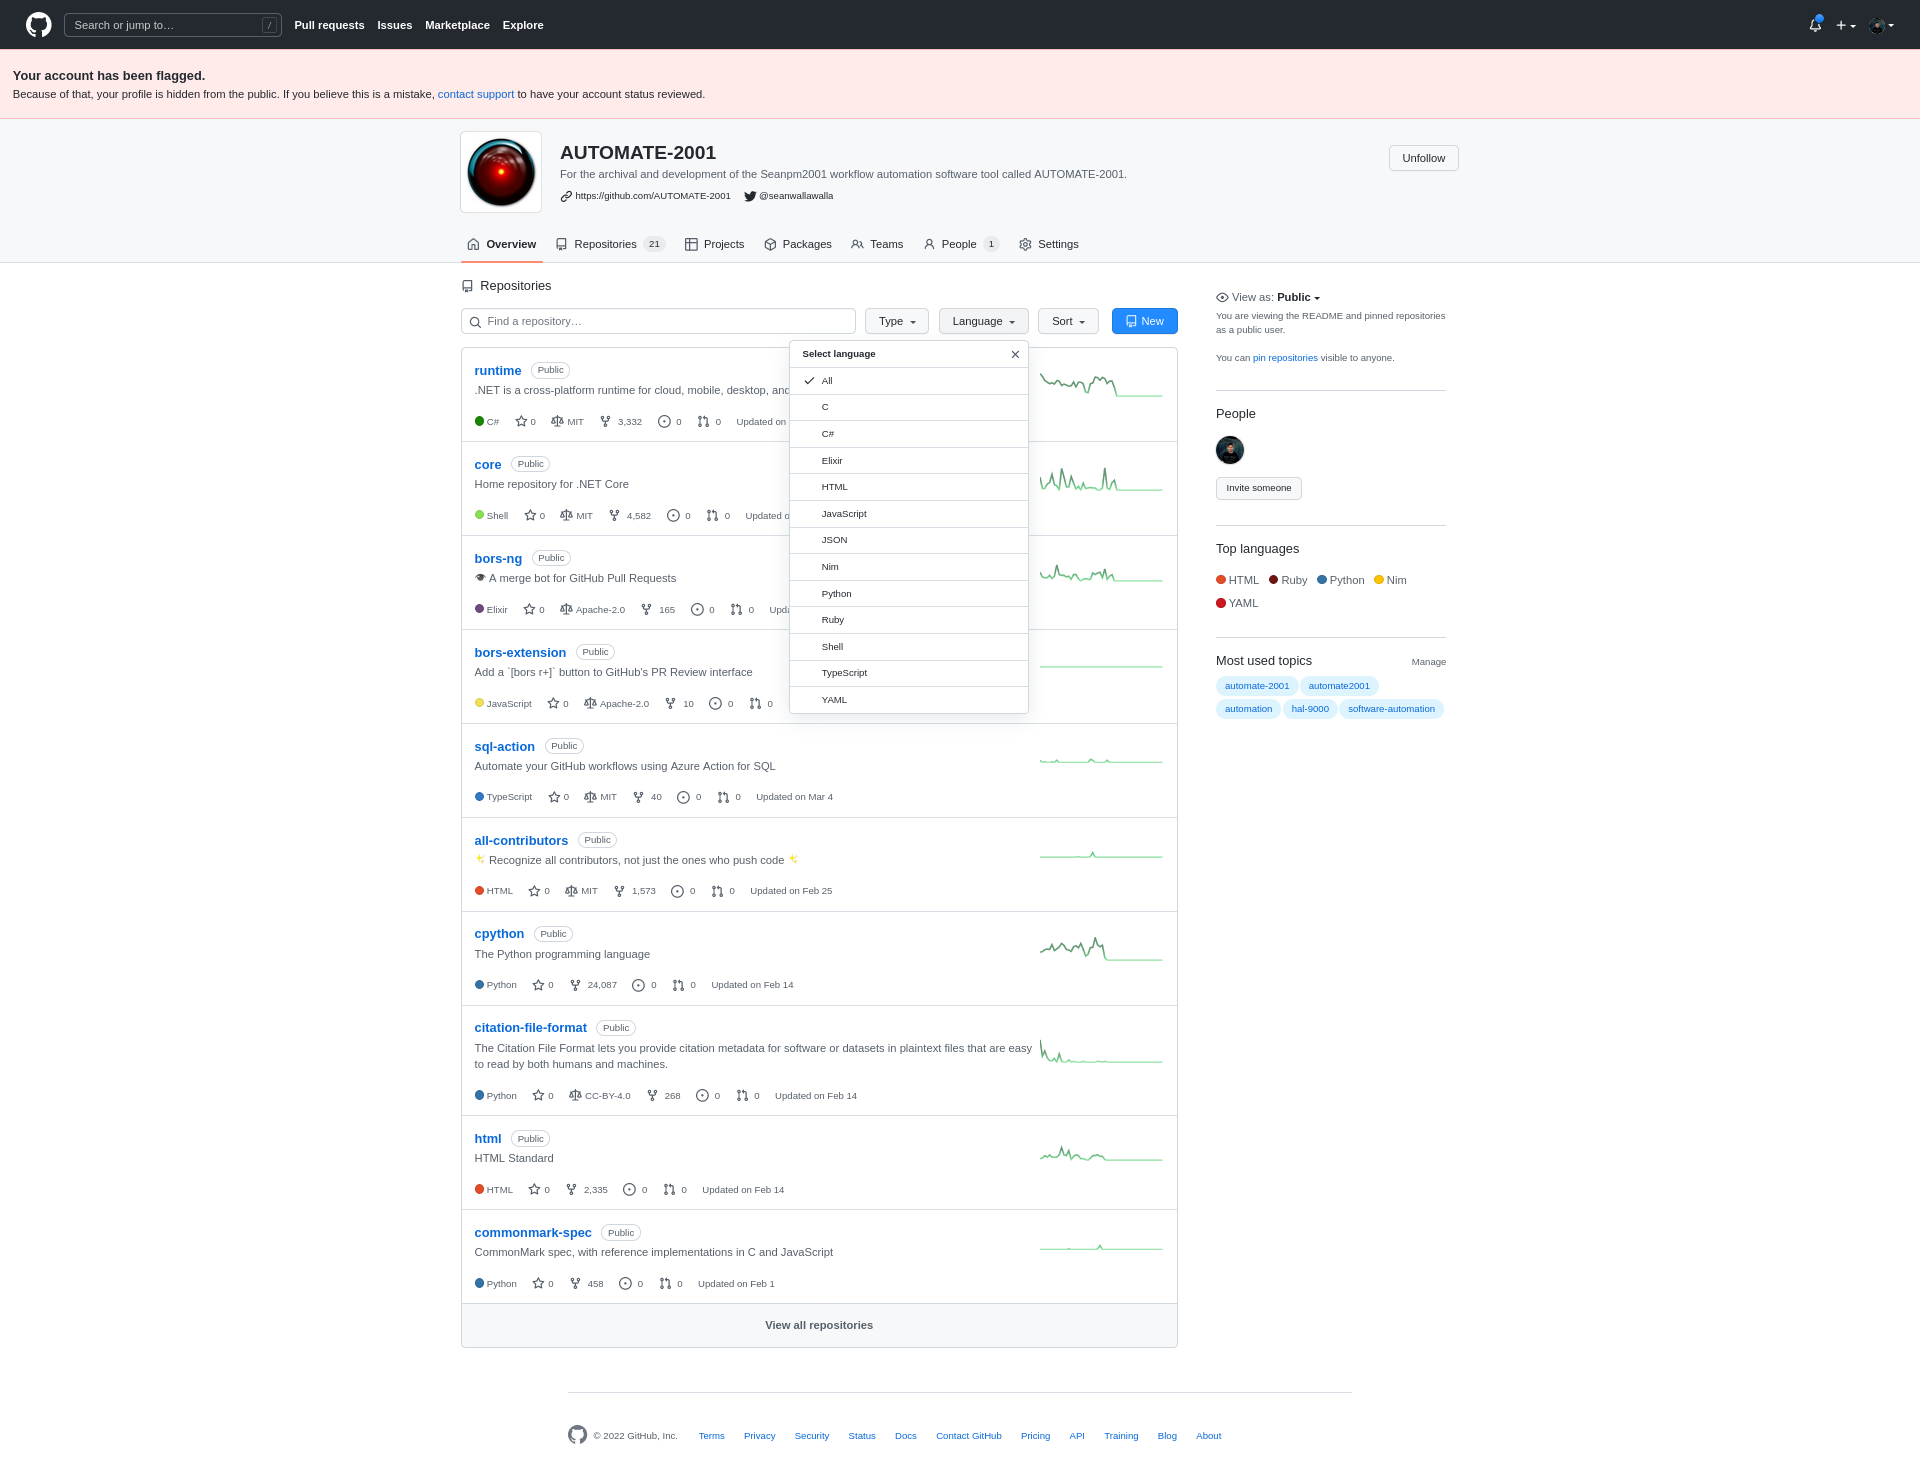 Search or jump to…
/
Pull requests Issues Marketplace Explore
Your account has been flagged.
Because of that, your profile is hidden from the public. If you believe this is a mistake, contact support to have your account status reviewed.
AUTOMATE-2001
Unfollow
For the archival and development of the Seanpm2001 workflow automation software tool called AUTOMATE-2001.
https://github.com/AUTOMATE-2001 @seanwallawalla
Overview Repositories 21 Projects Packages Teams People 1 Settings
Repositories
Find a repository…
Type Language Sort New
Select language
All
C
C#
Elixir
HTML
JavaScript
JSON
Nim
Python
Ruby
Shell
TypeScript
YAML
runtime Public
.NET is a cross-platform runtime for cloud, mobile, desktop, and
C# 0 MIT 3,332 0 0 Updated on
core Public
Home repository for .NET Core
Shell 0 MIT 4,582 0 0 Updated
bors-ng Public
👁 A merge bot for GitHub Pull Requests
Elixir 0 Apache-2.0 165 0 0
bors-extension Public
Add a `[bors r+]` button to GitHub's PR Review interface
JavaScript 0 Apache-2.0 10 0 0
sql-action Public
Automate your GitHub workflows using Azure Action for SQL
TypeScript 0 MIT 40 0 0 Updated on Mar 4
all-contributors Public
✨ Recognize all contributors, not just the ones who push code ✨
HTML 0 MIT 1,573 0 0 Updated on Feb 25
cpython Public
The Python programming language
Python 0 24,087 0 0 Updated on Feb 14
citation-file-format Public
The Citation File Format lets you provide citation metadata for software or datasets in plaintext files that are easy
to read by both humans and machines.
Python 0 CC-BY-4.0 268 0 0 Updated on Feb 14
html Public
HTML Standard
HTML 0 2,335 0 0 Updated on Feb 14
commonmark-spec Public
CommonMark spec, with reference implementations in C and JavaScript
Python 0 458 0 0 Updated on Feb 1
View all repositories
View as: Public
You are viewing the README and pinned repositories
as a public user.
You can pin repositories visible to anyone.
People
Invite someone
Top languages
HTML Ruby Python Nim
YAML
Most used topics Manage
automate-2001 automate2001
automation hal-9000 software-automation
© 2022 GitHub, Inc. Terms Privacy Security Status Docs Contact GitHub Pricing API Training Blog About